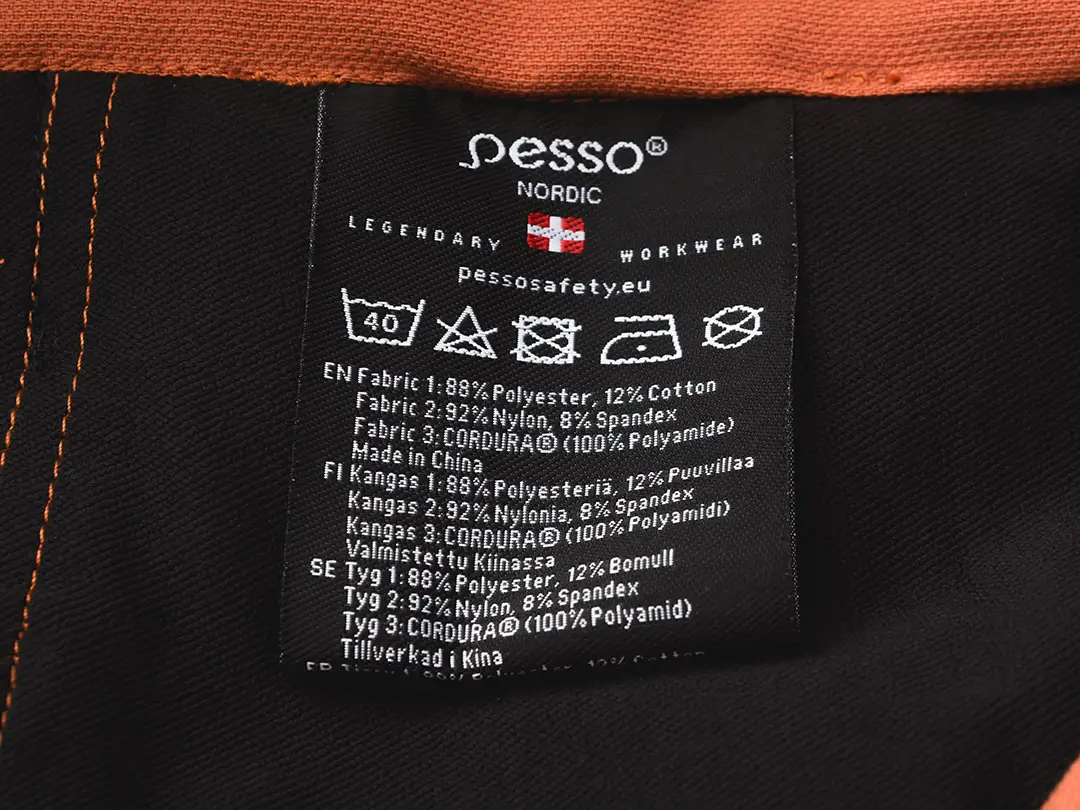 pesso®
NORDIC
LEGENDARY WORKWEAR
pessosafety.eu
40
EN Fabric 1:88% Polyester, 12% Cotton
Fabric 2:92% Nylon, 8% Spandex
Fabric 3:CORDURA® (100% Polyamide)
Made in China
FI Kangas 1:88% Polyesteriä, 12% Puuvillaa
Kangas 2:92% Nylonia, 8% Spandex
Kangas 3:CORDURA® (100% Polyamidi)
Valmistettu Kiinassa
SE Tyg 1:88% Polyester, 12% Bomull
Tyg 2:92% Nylon, 8% Spandex
Tyg 3:CORDURA® (100% Polyamid)
Tillverkad i Kina